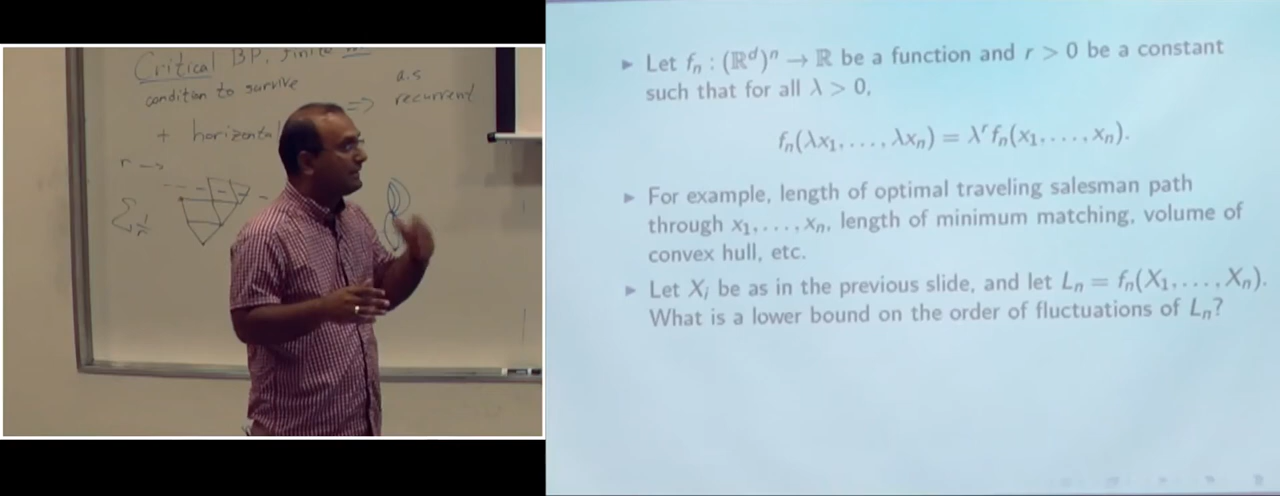 Critical BP, finite
condition to survive
a.s
=> recurrent
+ horizontal
r →
Σ 1/r
▸ Let fₙ : (ℝᵈ)ⁿ → ℝ be a function and r > 0 be a constant
such that for all λ > 0,
fₙ(λx₁, . . . , λxₙ) = λʳfₙ(x₁, . . . , xₙ).
▸ For example, length of optimal traveling salesman path
through x₁, . . . , xₙ, length of minimum matching, volume of
convex hull, etc.
▸ Let Xᵢ be as in the previous slide, and let Lₙ = fₙ(X₁, . . . , Xₙ).
What is a lower bound on the order of fluctuations of Lₙ?